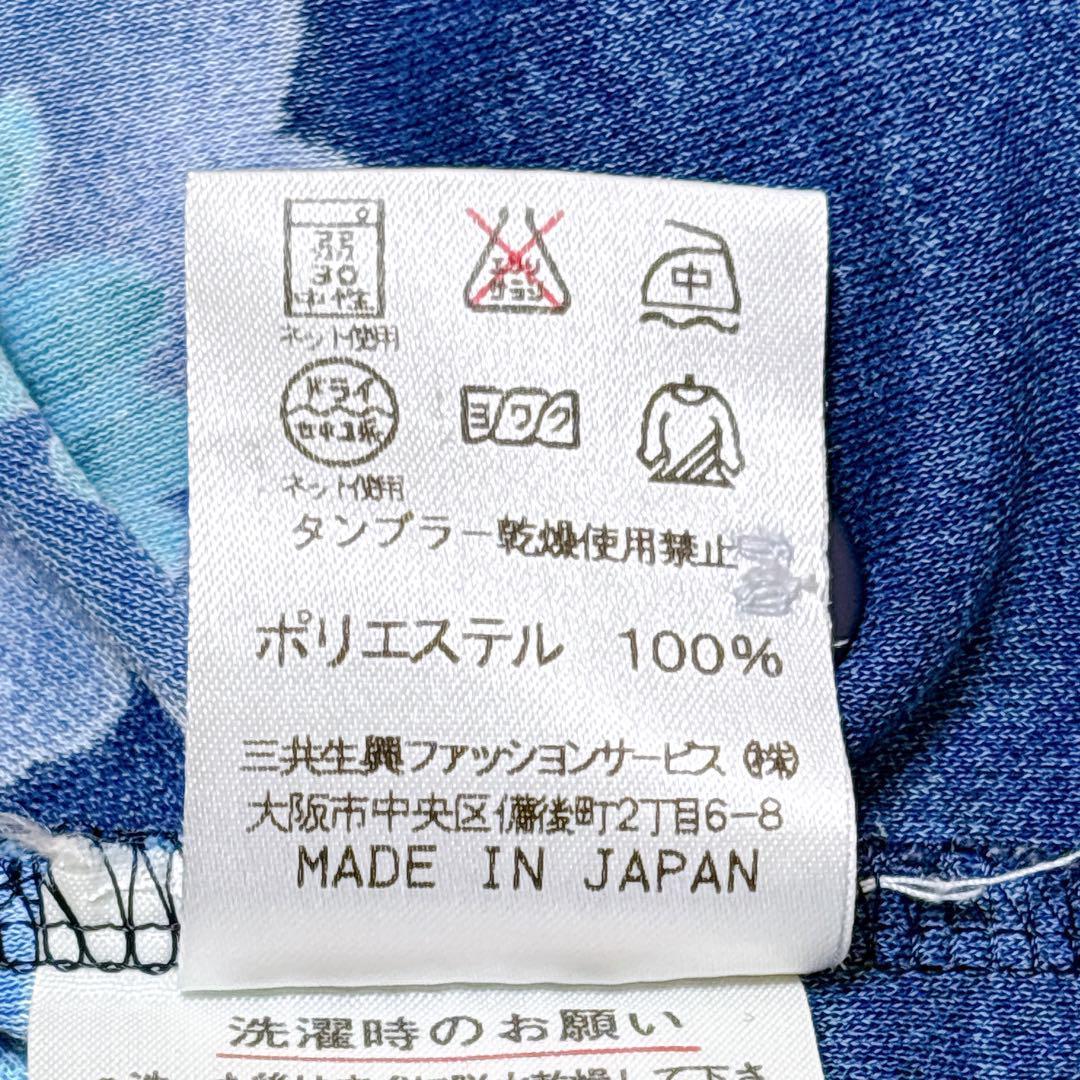 弱
30
ネット使用
エンソ
サラシ
中
ドライ
セキユ系
ネット使用
ヨワク
タンブラー乾燥使用禁止
ポリエステル 100%
三共生興ファッションサービス㈱
大阪市中央区備後町2丁目6-8
MADE IN JAPAN
洗濯時のお願い